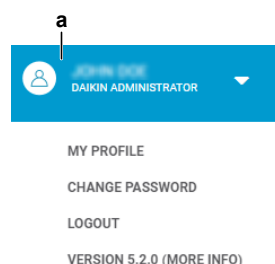 a
DAIKIN ADMINISTRATOR
MY PROFILE
CHANGE PASSWORD
LOGOUT
VERSION 5.2.0 (MORE INFO)